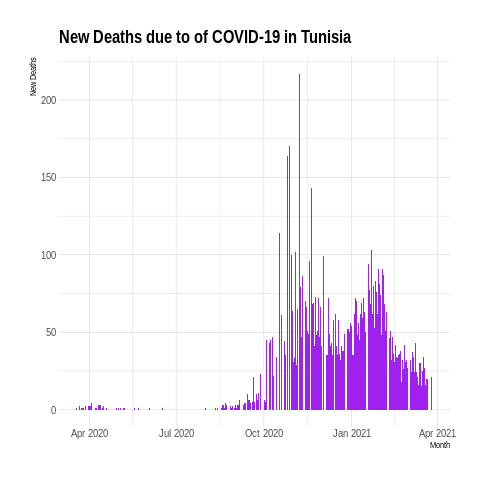 New Deaths due to of COVID-19 in Tunisia
New Deaths
200
150
100
50
0
Apr 2020 Jul 2020 Oct 2020 Jan 2021 Apr 2021
Month